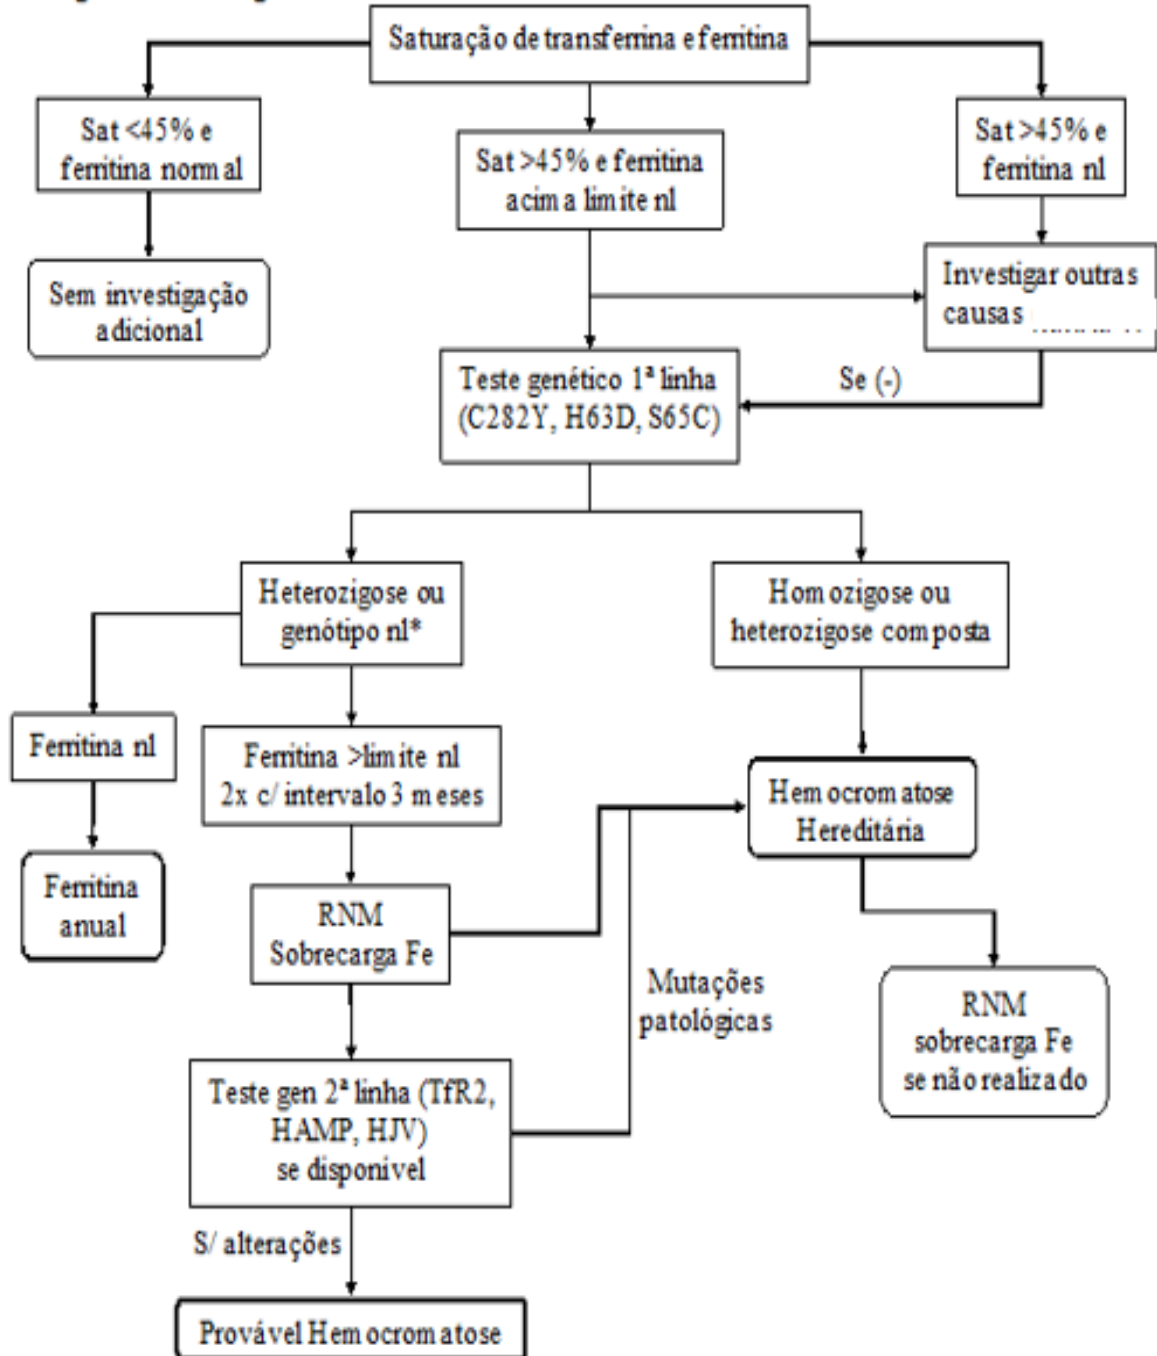 Saturação de transferrina e ferritina
Sat <45% e
ferritina normal
Sat >45% e ferritina
acima limite nl
Sat >45% e
ferritina nl
Sem investigação
adicional
Investigar outras
causas
Teste genético 1ª linha
(C282Y, H63D, S65C)
Se (-)
Heterozigose ou
genótipo nl*
Homozigose ou
heterozigose composta
Ferritina nl
Ferritina >limite nl
2x c/ intervalo 3 meses
Hemocromatose
Hereditária
Ferritina
anual
RNM
Sobrecarga Fe
Mutações
patológicas
RNM
sobrecarga Fe
se não realizado
Teste gen 2ª linha (TfR2,
HAMP, HJV)
se disponivel
S/ alterações
Provável Hemocromatose